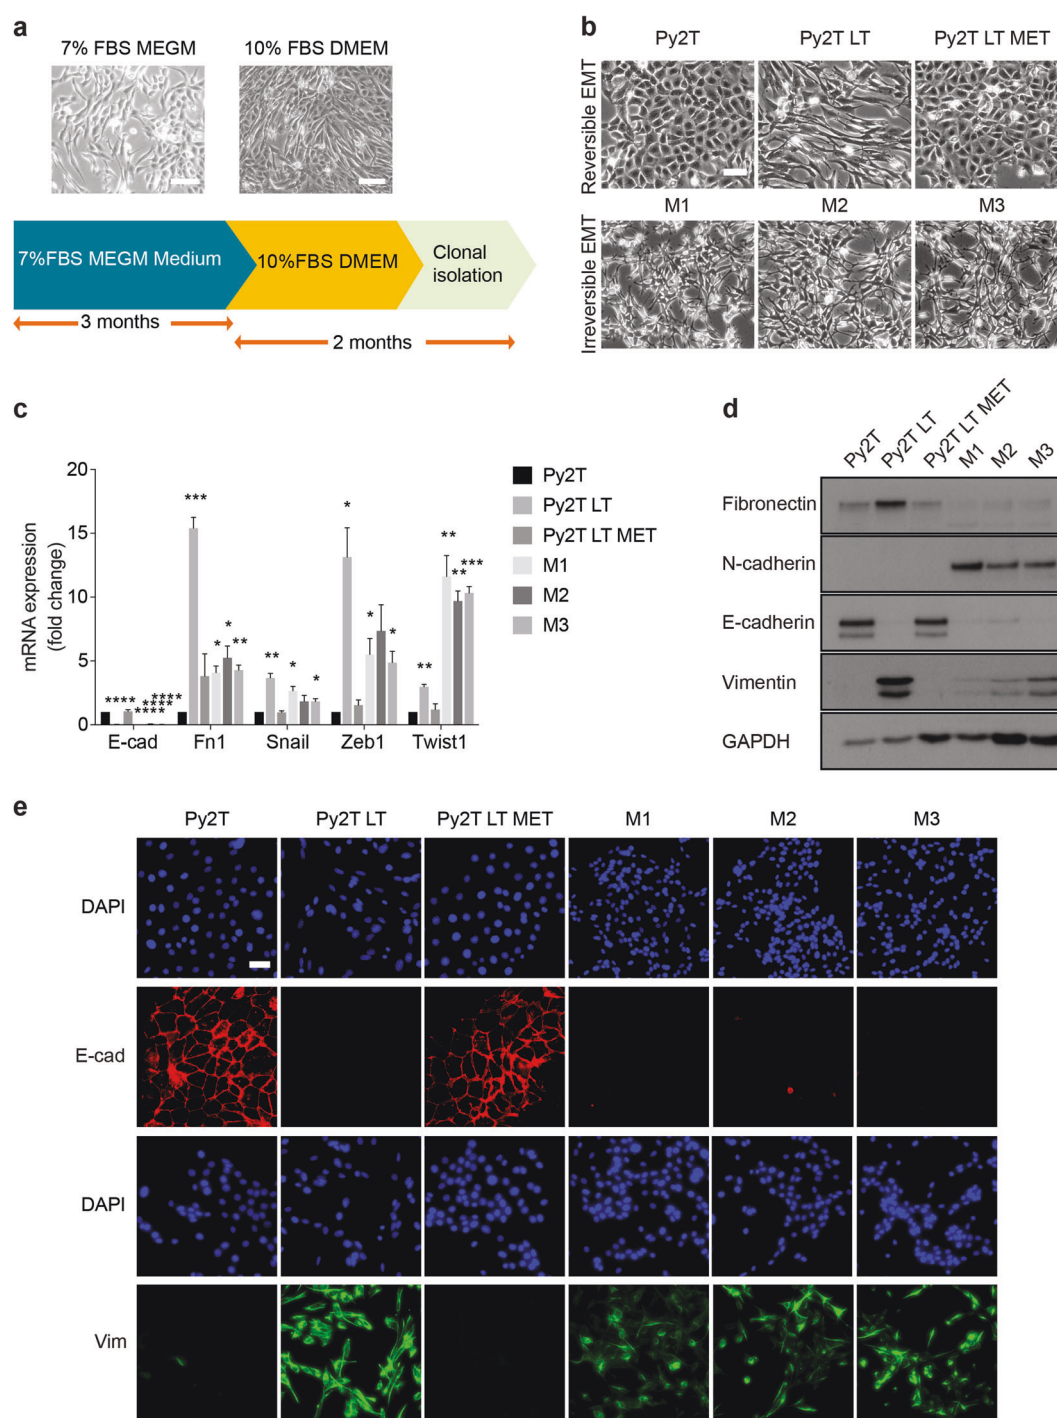 a
7% FBS MEGM
10% FBS DMEM
7%FBS MEGM Medium
10%FBS DMEM
Clonal
isolation
3 months
2 months
b
Py2T
Py2T LT
Py2T LT MET
Reversible EMT
M1
M2
M3
Irreversible EMT
c
mRNA expression
(fold change)
20
15
10
5
0
****
****
****
****
***
*
*
**
**
*
*
*
*
*
**
**
**
***
E-cad
Fn1
Snail
Zeb1
Twist1
Py2T
Py2T LT
Py2T LT MET
M1
M2
M3
d
Py2T
Py2T LT
Py2T LT MET
M1
M2
M3
Fibronectin
N-cadherin
E-cadherin
Vimentin
GAPDH
e
Py2T
Py2T LT
Py2T LT MET
M1
M2
M3
DAPI
E-cad
DAPI
Vim